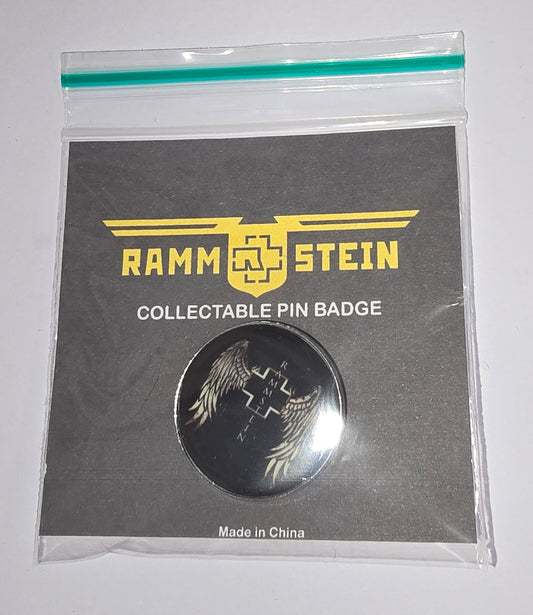 RAMM STEIN
COLLECTABLE PIN BADGE
RAMMSTEIN
Made in China